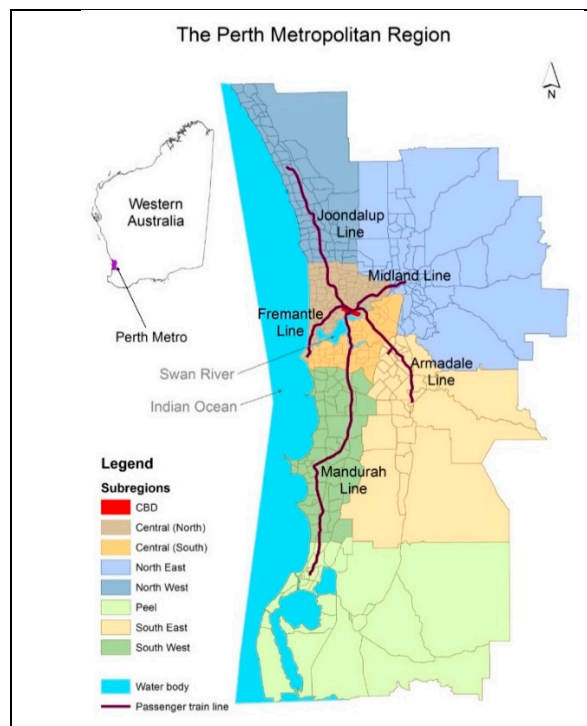 The Perth Metropolitan Region
N
Western
Australia
Perth Metro
Joondalup
Line
Midland Line
Fremantle
Line
Swan River
Armadale
Line
Indian Ocean
Mandurah
Line
Legend
Subregions
CBD
Central (North)
Central (South)
North East
North West
Peel
South East
South West
Water body
Passenger train line